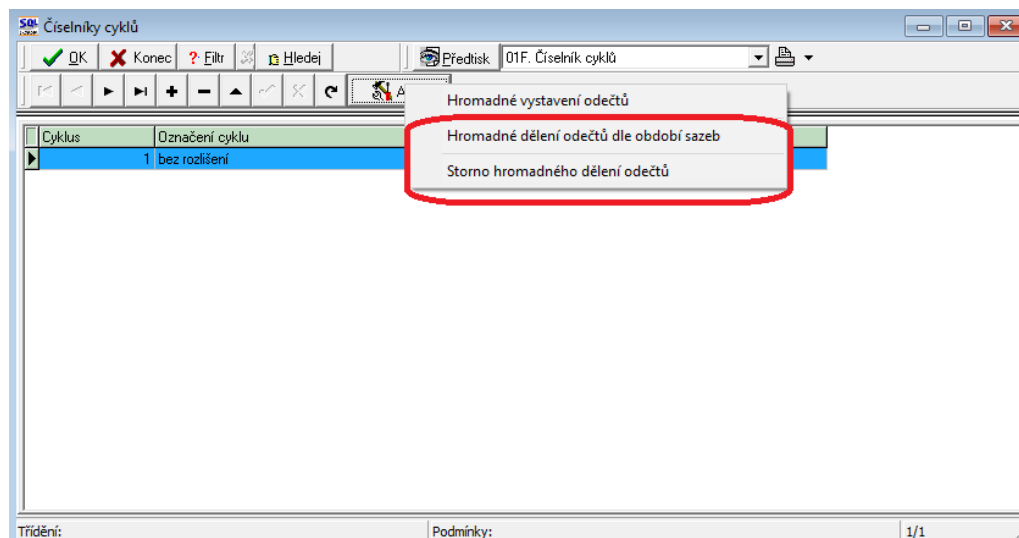 SQL Číselníky cyklů
OK Konec ? Filtr Hledej Předtisk 01F. Číselník cyklů
A
Hromadné vystavení odečtů
Hromadné dělení odečtů dle období sazeb
Storno hromadného dělení odečtů
Cyklus Označení cyklu
1 bez rozlišení
Třídění: Podmínky: 1/1